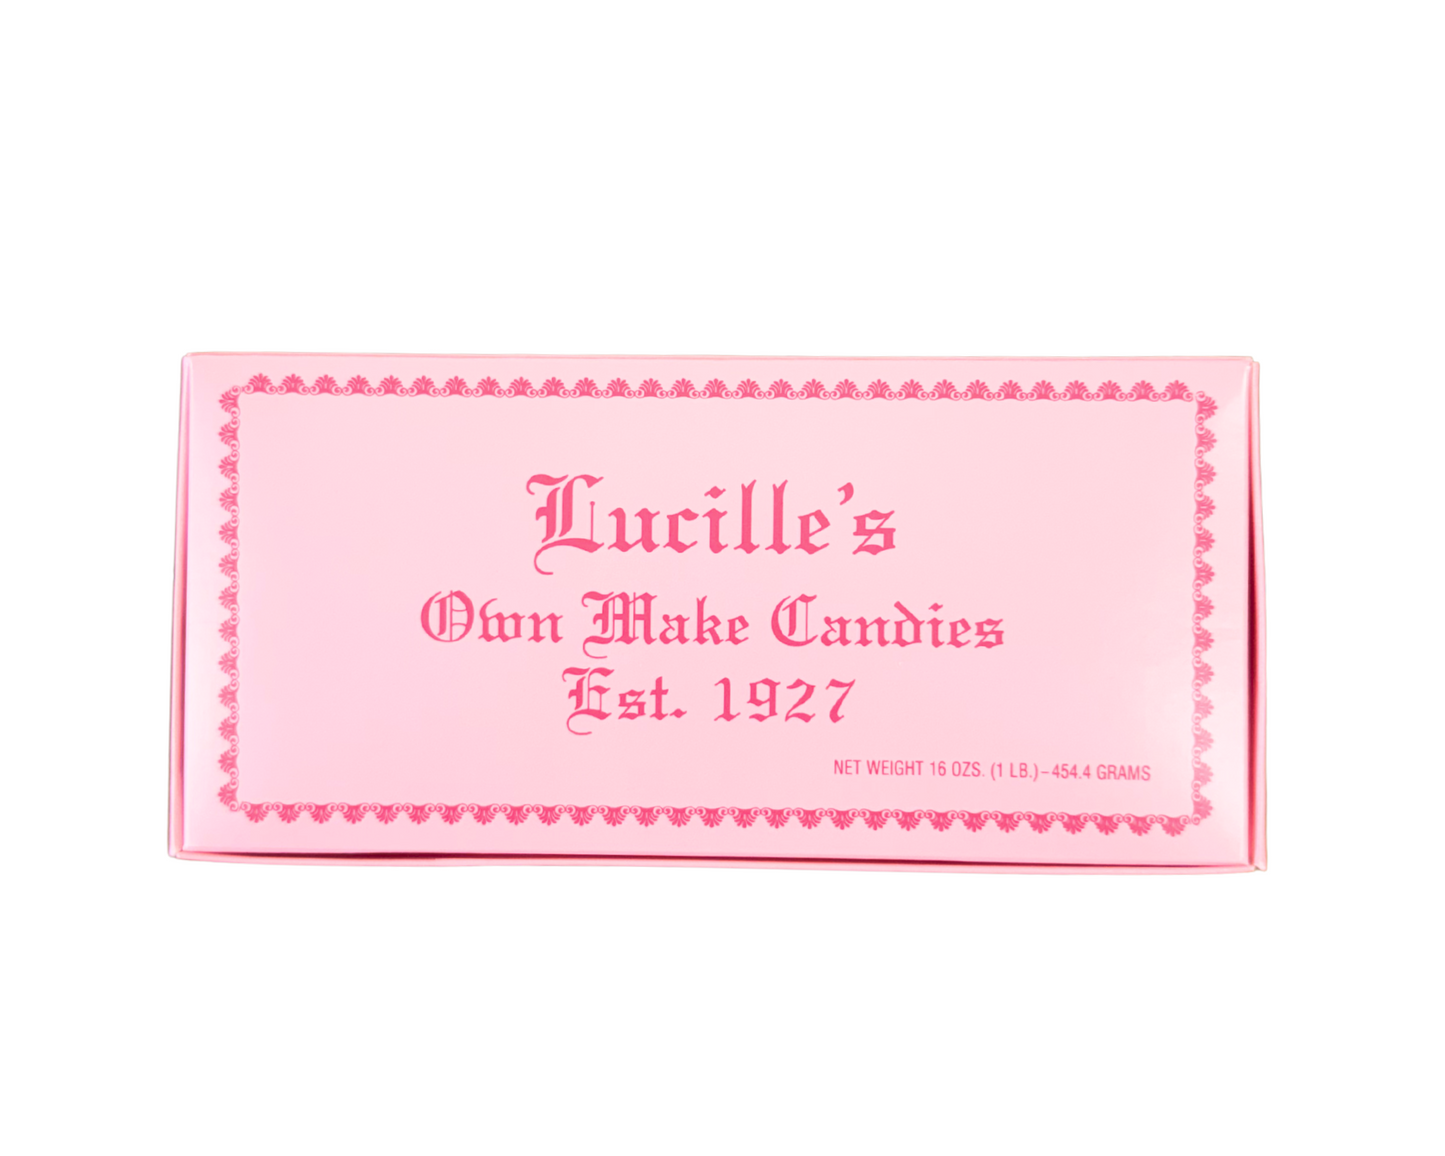 Lucille's
Own Make Candies
Est. 1927
NET WEIGHT 16 OZS. (1 LB.)–454.4 GRAMS